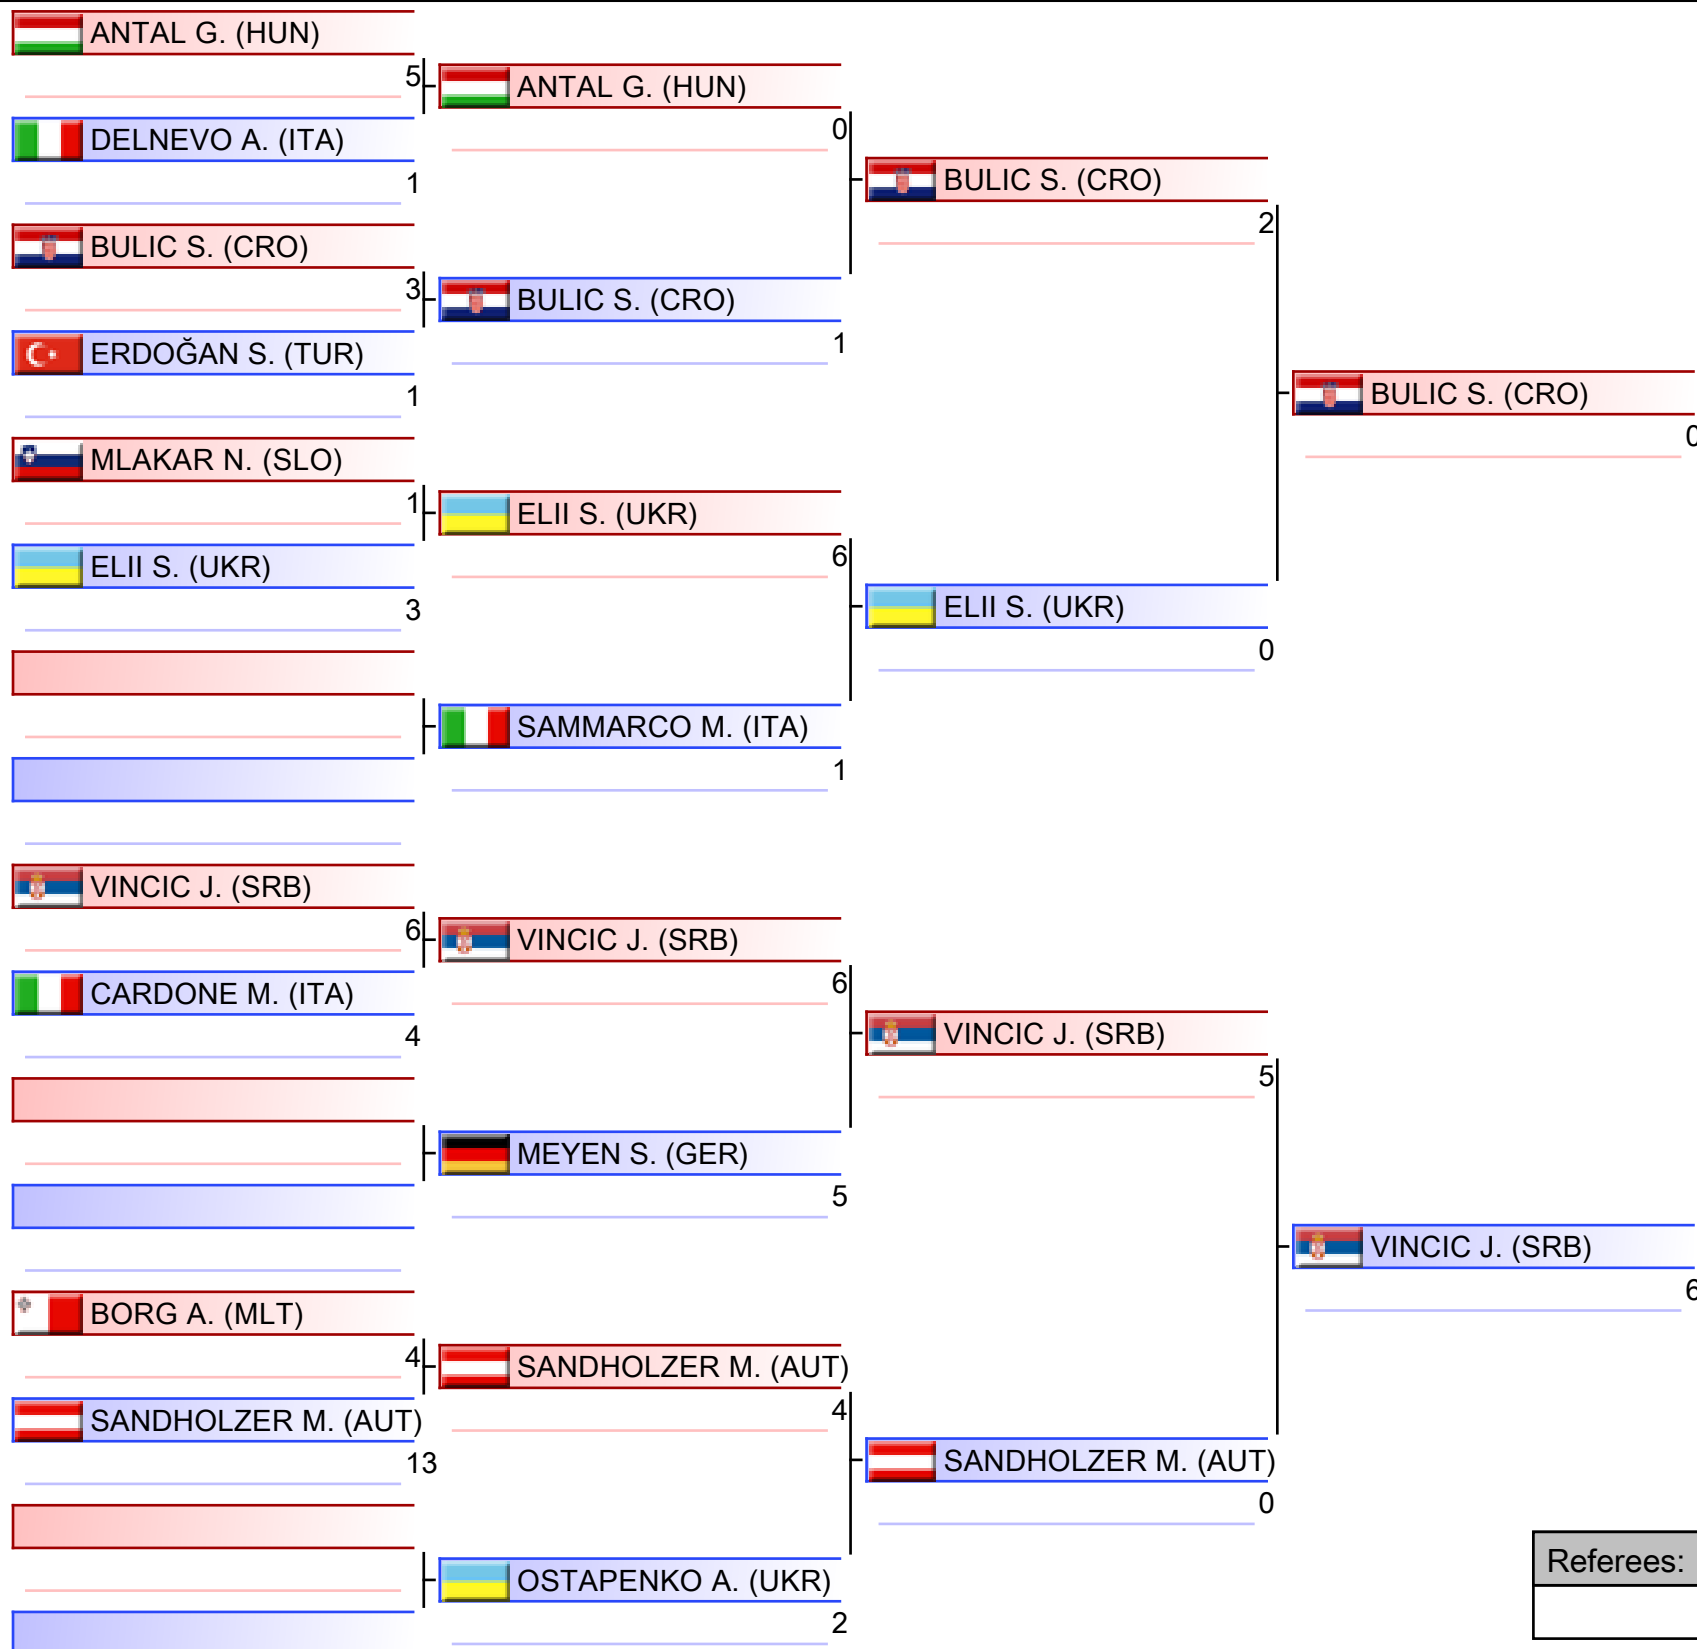 ANTAL G. (HUN)
5
DELNEVO A. (ITA)
1
BULIC S. (CRO)
3
ERDOĞAN S. (TUR)
1
MLAKAR N. (SLO)
1
ELII S. (UKR)
3
VINCIC J. (SRB)
6
CARDONE M. (ITA)
4
BORG A. (MLT)
4
SANDHOLZER M. (AUT)
13
ANTAL G. (HUN)
0
BULIC S. (CRO)
1
ELII S. (UKR)
6
SAMMARCO M. (ITA)
1
VINCIC J. (SRB)
6
MEYEN S. (GER)
5
SANDHOLZER M. (AUT)
4
OSTAPENKO A. (UKR)
2
BULIC S. (CRO)
2
ELII S. (UKR)
0
VINCIC J. (SRB)
5
SANDHOLZER M. (AUT)
0
BULIC S. (CRO)
0
VINCIC J. (SRB)
6
Referees: